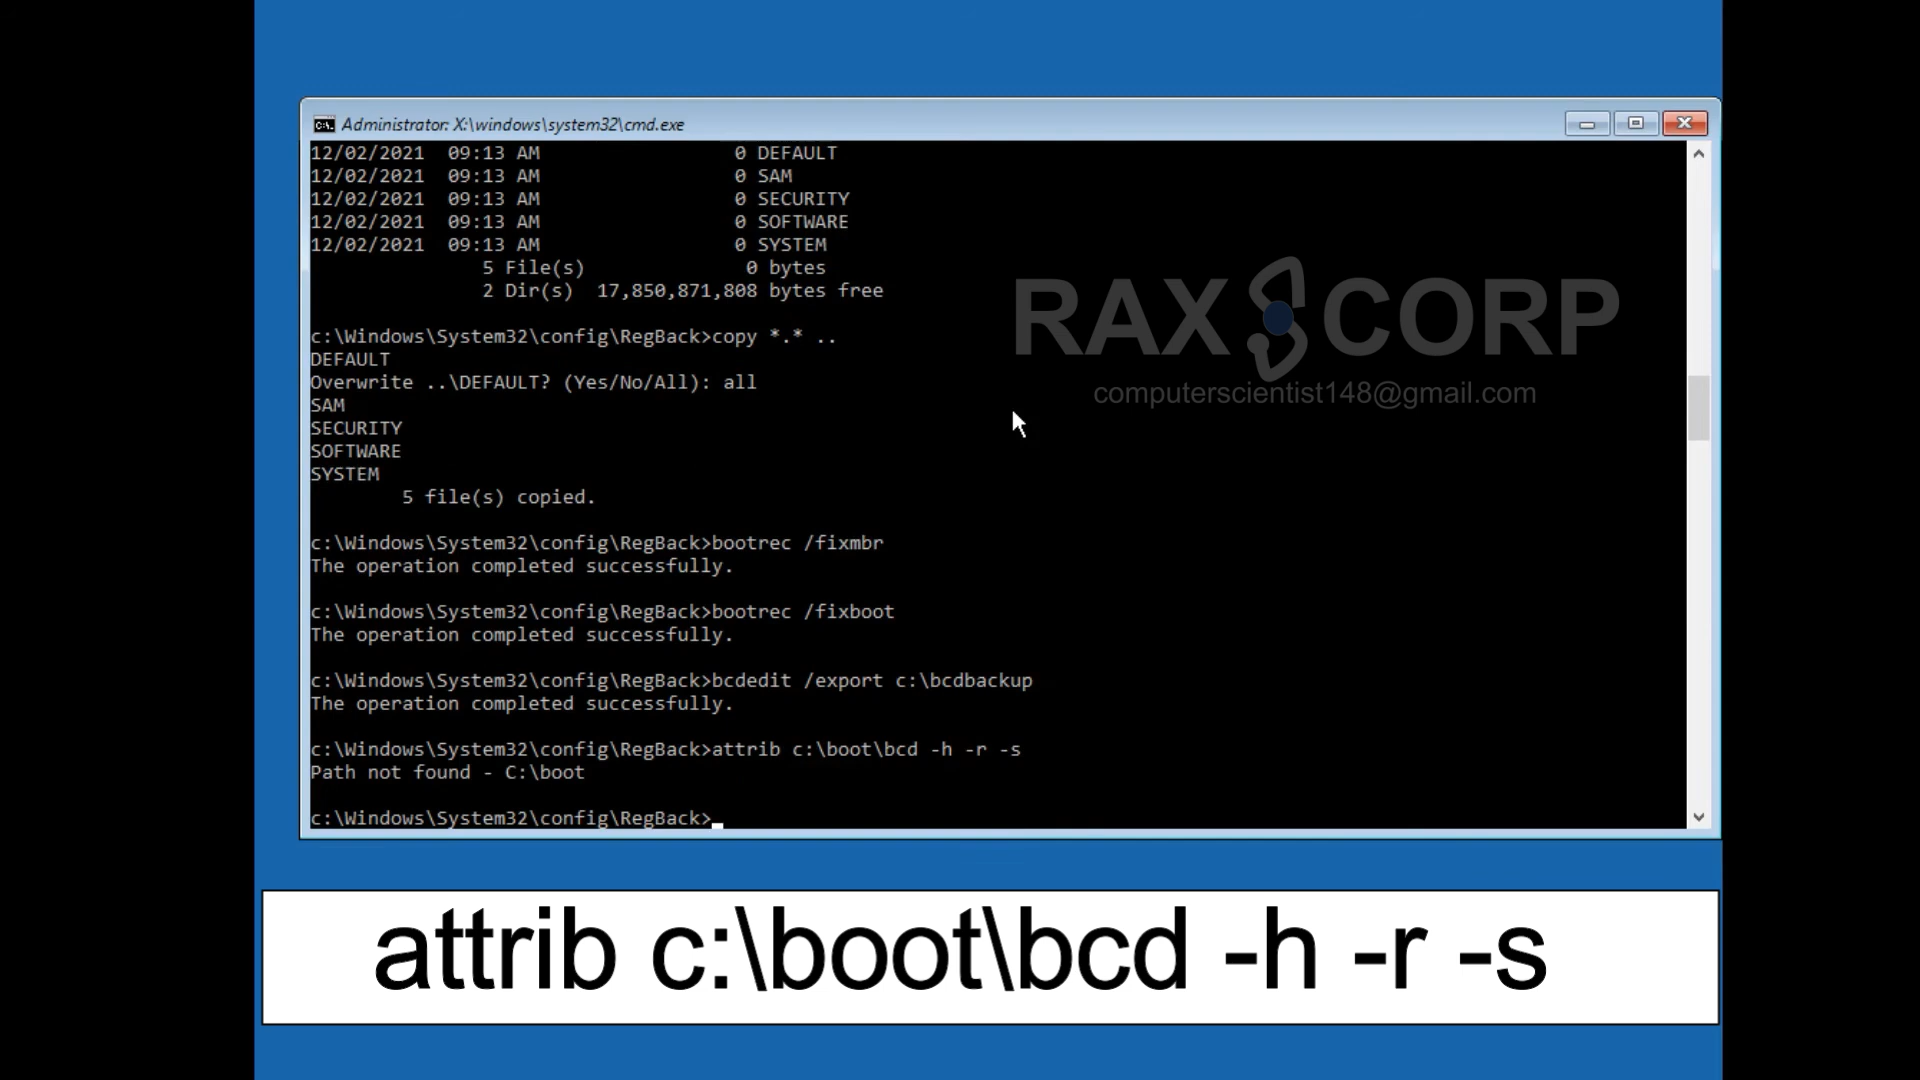 Administrator: X:\windows\system32\cmd.exe
12/02/2021  09:13 AM                 0 DEFAULT
12/02/2021  09:13 AM                 0 SAM
12/02/2021  09:13 AM                 0 SECURITY
12/02/2021  09:13 AM                 0 SOFTWARE
12/02/2021  09:13 AM                 0 SYSTEM
               5 File(s)              0 bytes
               2 Dir(s)  17,850,871,808 bytes free
RAX CORP
c:\Windows\System32\config\RegBack>copy *.* ..
DEFAULT
Overwrite ..\DEFAULT? (Yes/No/All): all
computerscientist148@gmail.com
SAM
SECURITY
SOFTWARE
SYSTEM
        5 file(s) copied.
c:\Windows\System32\config\RegBack>bootrec /fixmbr
The operation completed successfully.
c:\Windows\System32\config\RegBack>bootrec /fixboot
The operation completed successfully.
c:\Windows\System32\config\RegBack>bcdedit /export c:\bcdbackup
The operation completed successfully.
c:\Windows\System32\config\RegBack>attrib c:\boot\bcd -h -r -s
Path not found - C:\boot
c:\Windows\System32\config\RegBack>
attrib c:\boot\bcd -h -r -s